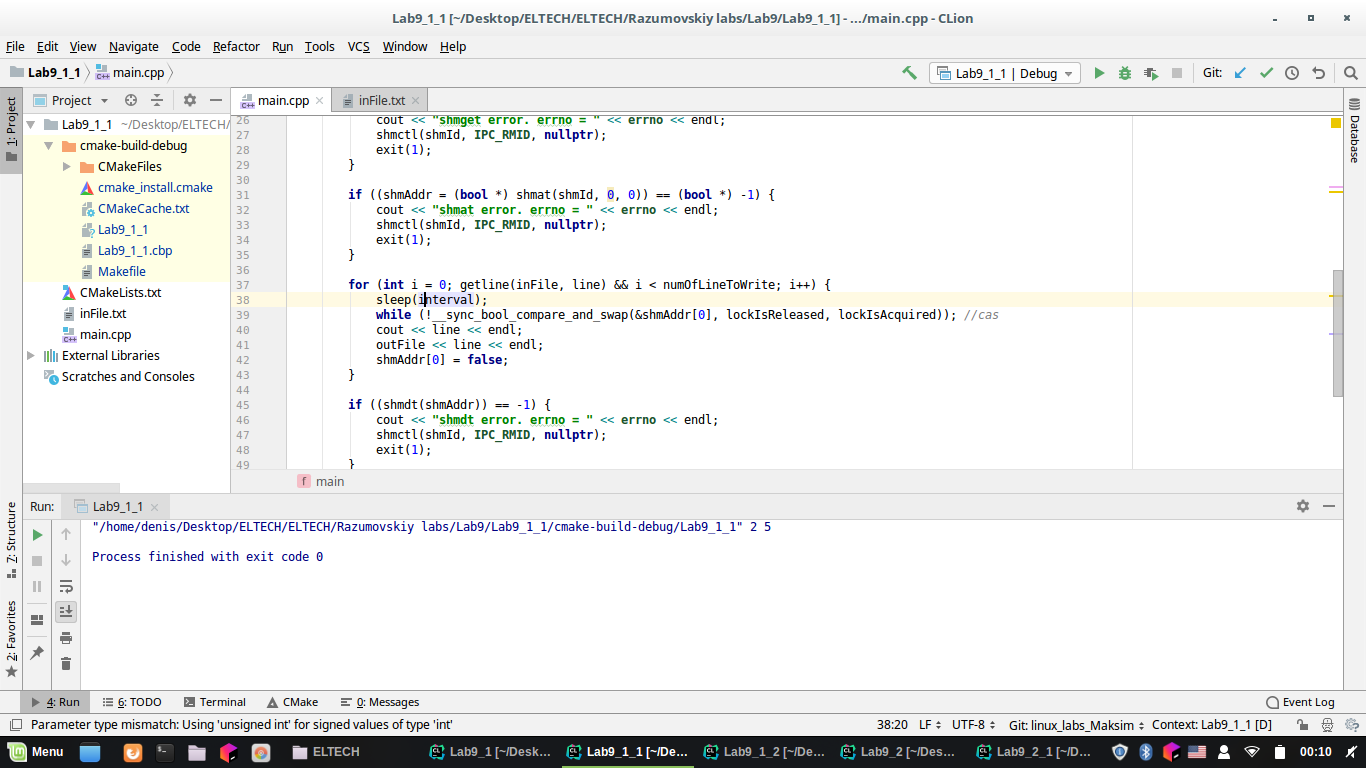 Lab9_1_1 [~/Desktop/ELTECH/ELTECH/Razumovskiy labs/Lab9/Lab9_1_1] - .../main.cpp - CLion
File Edit View Navigate Code Refactor Run Tools VCS Window Help
Lab9_1_1 main.cpp Lab9_1_1 | Debug Git:
1: Project
Project
Lab9_1_1 ~/Desktop/ELTECH/
cmake-build-debug
CMakeFiles
cmake_install.cmake
CMakeCache.txt
Lab9_1_1
Lab9_1_1.cbp
Makefile
CMakeLists.txt
inFile.txt
main.cpp
External Libraries
Scratches and Consoles
main.cpp inFile.txt
26 cout << "shmget error. errno = " << errno << endl;
27 shmctl(shmId, IPC_RMID, nullptr);
28 exit(1);
29 }
30
31 if ((shmAddr = (bool *) shmat(shmId, 0, 0)) == (bool *) -1) {
32 cout << "shmat error. errno = " << errno << endl;
33 shmctl(shmId, IPC_RMID, nullptr);
34 exit(1);
35 }
36
37 for (int i = 0; getline(inFile, line) && i < numOfLineToWrite; i++) {
38 sleep(interval);
39 while (!__sync_bool_compare_and_swap(&shmAddr[0], lockIsReleased, lockIsAcquired)); //cas
40 cout << line << endl;
41 outFile << line << endl;
42 shmAddr[0] = false;
43 }
44
45 if ((shmdt(shmAddr)) == -1) {
46 cout << "shmdt error. errno = " << errno << endl;
47 shmctl(shmId, IPC_RMID, nullptr);
48 exit(1);
49 }
f main
Database
Run: Lab9_1_1
"/home/denis/Desktop/ELTECH/ELTECH/Razumovskiy labs/Lab9/Lab9_1_1/cmake-build-debug/Lab9_1_1" 2 5
Process finished with exit code 0
7: Structure
2: Favorites
4: Run 6: TODO Terminal CMake 0: Messages Event Log
Parameter type mismatch: Using 'unsigned int' for signed values of type 'int' 38:20 LF UTF-8 Git: linux_labs_Maksim Context: Lab9_1_1 [D]
Menu ELTECH Lab9_1 [~/Desk... Lab9_1_1 [~/De... Lab9_1_2 [~/De... Lab9_2 [~/Des... Lab9_2_1 [~/D... 00:10